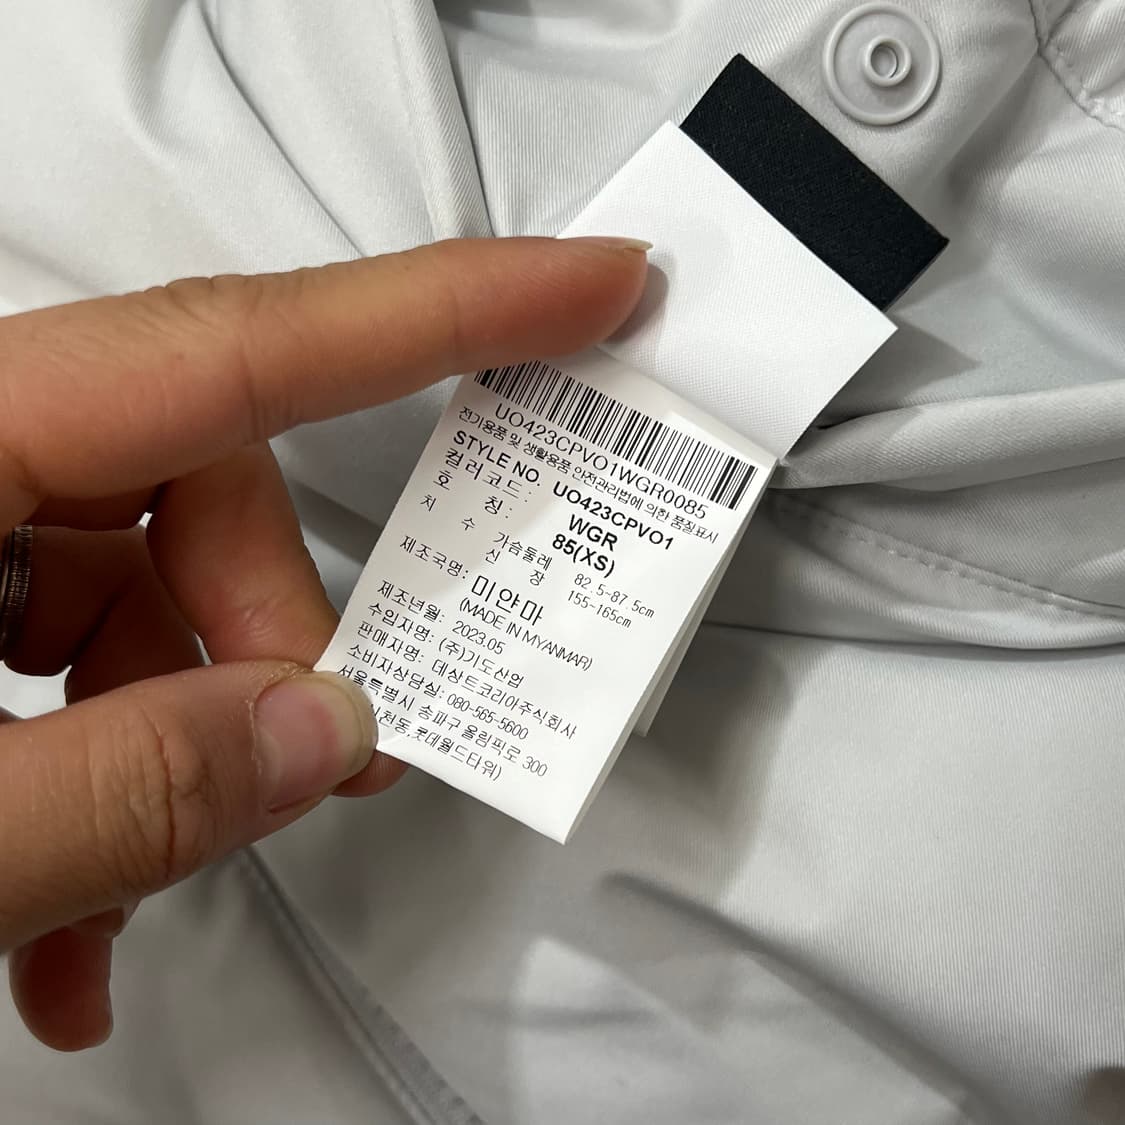 UO423CPVO1WGR0085
전기용품 및 생활용품 안전관리법에 의한 품질표시
STYLE NO. UO423CPVO1
컬러코드: WGR
호 칭: 85(XS)
치 수 가슴둘레 82.5~87.5cm
신 장 155~165cm
제조국명: 미얀마
(MADE IN MYANMAR)
제조년월: 2023.05
수입자명: (주)기도산업
판매자명: 데상트코리아주식회사
소비자상담실: 080-565-5600
서울특별시 송파구 올림픽로 300
롯데월드타워)